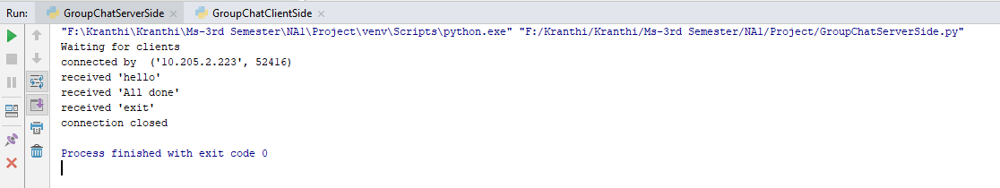 Run: GroupChatServerSide GroupChatClientSide
"F:\Kranthi\Kranthi\Ms-3rd Semester\NA1\Project\venv\Scripts\python.exe" "F:/Kranthi/Kranthi/Ms-3rd Semester/NA1/Project/GroupChatServerSide.py"
Waiting for clients
connected by  ('10.205.2.223', 52416)
received 'hello'
received 'All done'
received 'exit'
connection closed
Process finished with exit code 0